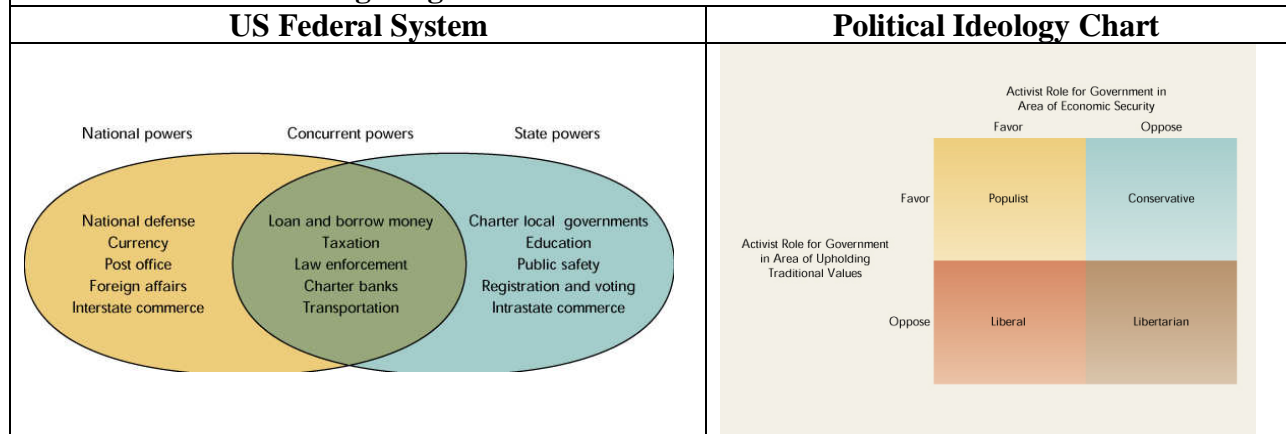 US Federal System
Political Ideology Chart
National powers
Concurrent powers
State powers
National defense
Currency
Post office
Foreign affairs
Interstate commerce
Loan and borrow money
Taxation
Law enforcement
Charter banks
Transportation
Charter local governments
Education
Public safety
Registration and voting
Intrastate commerce
Activist Role for Government in
Area of Economic Security
Favor
Oppose
Activist Role for Government
in Area of Upholding
Traditional Values
Favor
Populist
Conservative
Oppose
Liberal
Libertarian